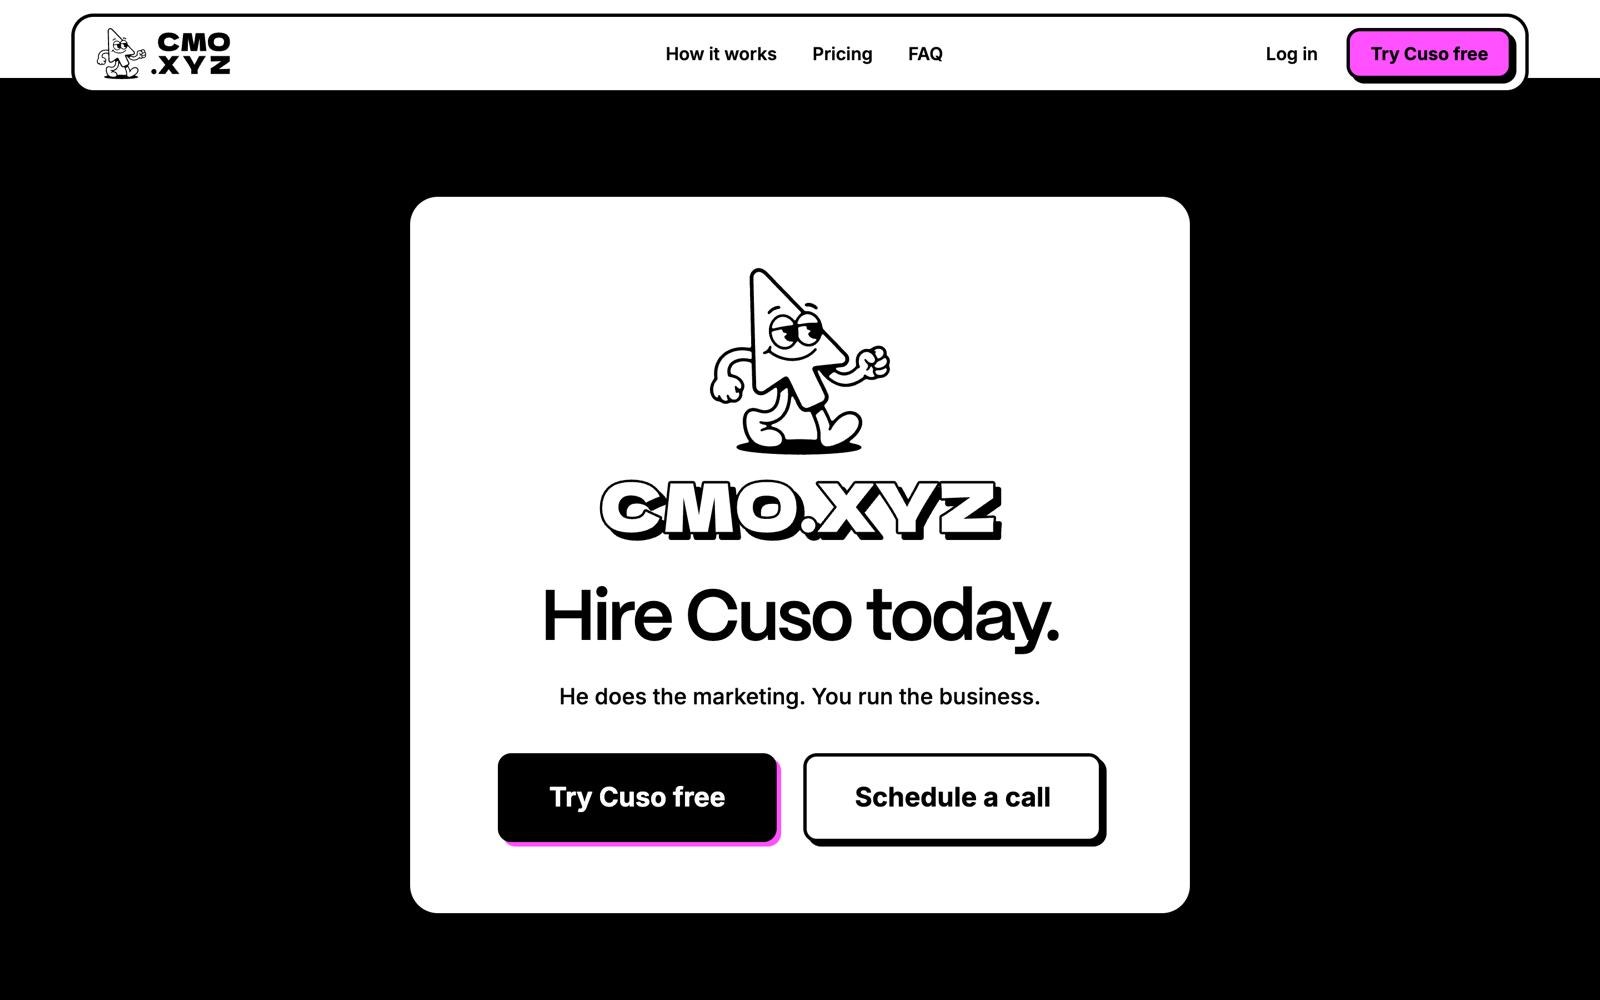 CMO
.XYZ
How it works
Pricing
FAQ
Log in
Try Cuso free
CMO.XYZ
Hire Cuso today.
He does the marketing. You run the business.
Try Cuso free
Schedule a call